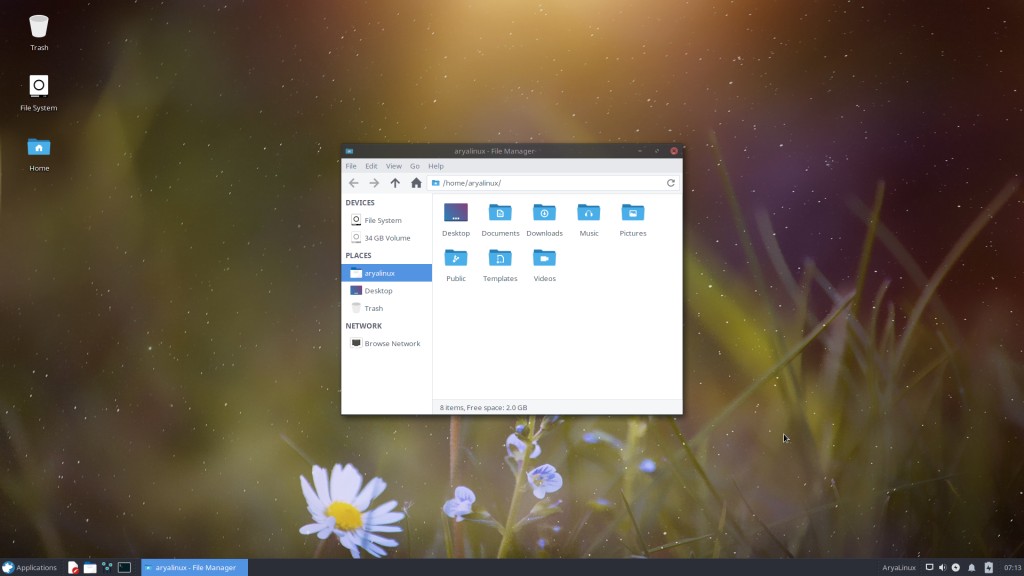 Trash
File System
Home
aryalinux - File Manager
File Edit View Go Help
/home/aryalinux/
DEVICES
File System
34 GB Volume
PLACES
aryalinux
Desktop
Trash
NETWORK
Browse Network
Desktop Documents Downloads Music Pictures
Public Templates Videos
8 items, Free space: 2.0 GB
Applications aryalinux - File Manager AryaLinux 07:13